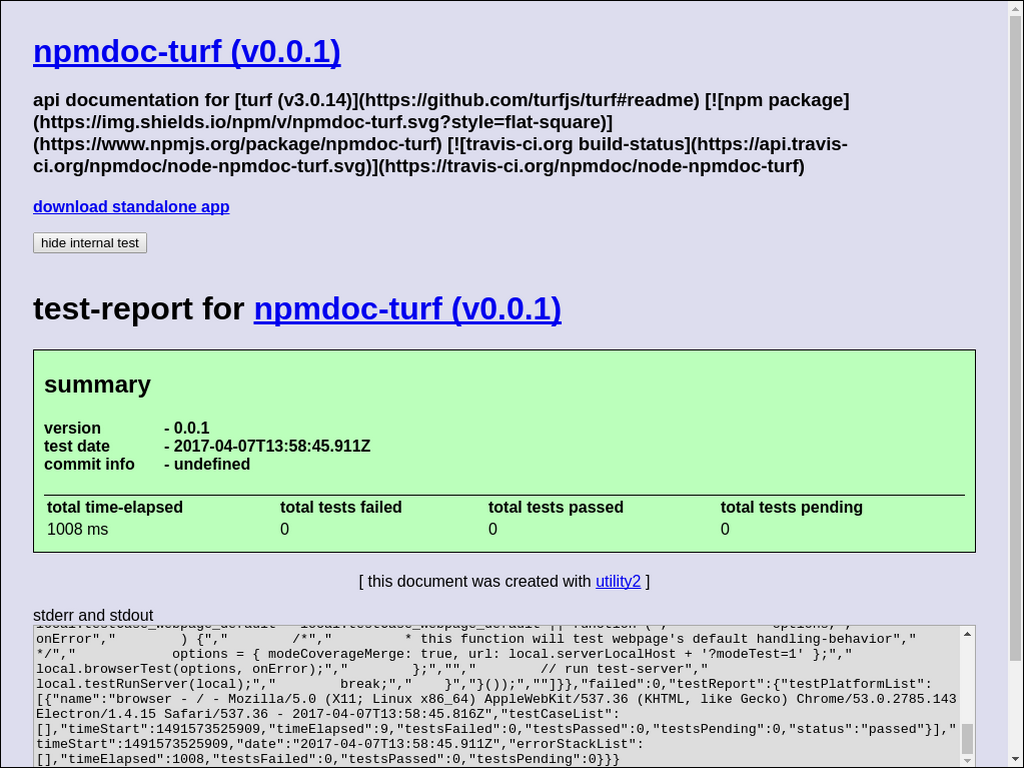 npmdoc-turf (v0.0.1)
api documentation for [turf (v3.0.14)](https://github.com/turfjs/turf#readme) [![npm package]
(https://img.shields.io/npm/v/npmdoc-turf.svg?style=flat-square)]
(https://www.npmjs.org/package/npmdoc-turf) [![travis-ci.org build-status](https://api.travis-
ci.org/npmdoc/node-npmdoc-turf.svg)](https://travis-ci.org/npmdoc/node-npmdoc-turf)
download standalone app
hide internal test
test-report for npmdoc-turf (v0.0.1)
summary
version - 0.0.1
test date - 2017-04-07T13:58:45.911Z
commit info - undefined
total time-elapsed total tests failed total tests passed total tests pending
1008 ms 0 0 0
[ this document was created with utility2 ]
stderr and stdout
onError","        ) {","        /*","         * this function will test webpage's default handling-behavior","
*/","            options = { modeCoverageMerge: true, url: local.serverLocalHost + '?modeTest=1' };","
local.browserTest(options, onError);","        };","","        // run test-server","
local.testRunServer(local);","        break;","    }","}());",""]}},"failed":0,"testReport":{"testPlatformList":
[{"name":"browser - / - Mozilla/5.0 (X11; Linux x86_64) AppleWebKit/537.36 (KHTML, like Gecko) Chrome/53.0.2785.143
Electron/1.4.15 Safari/537.36 - 2017-04-07T13:58:45.816Z","testCaseList":
[],"timeStart":1491573525909,"timeElapsed":9,"testsFailed":0,"testsPassed":0,"testsPending":0,"status":"passed"}],"
timeStart":1491573525909,"date":"2017-04-07T13:58:45.911Z","errorStackList":
[],"timeElapsed":1008,"testsFailed":0,"testsPassed":0,"testsPending":0}}}